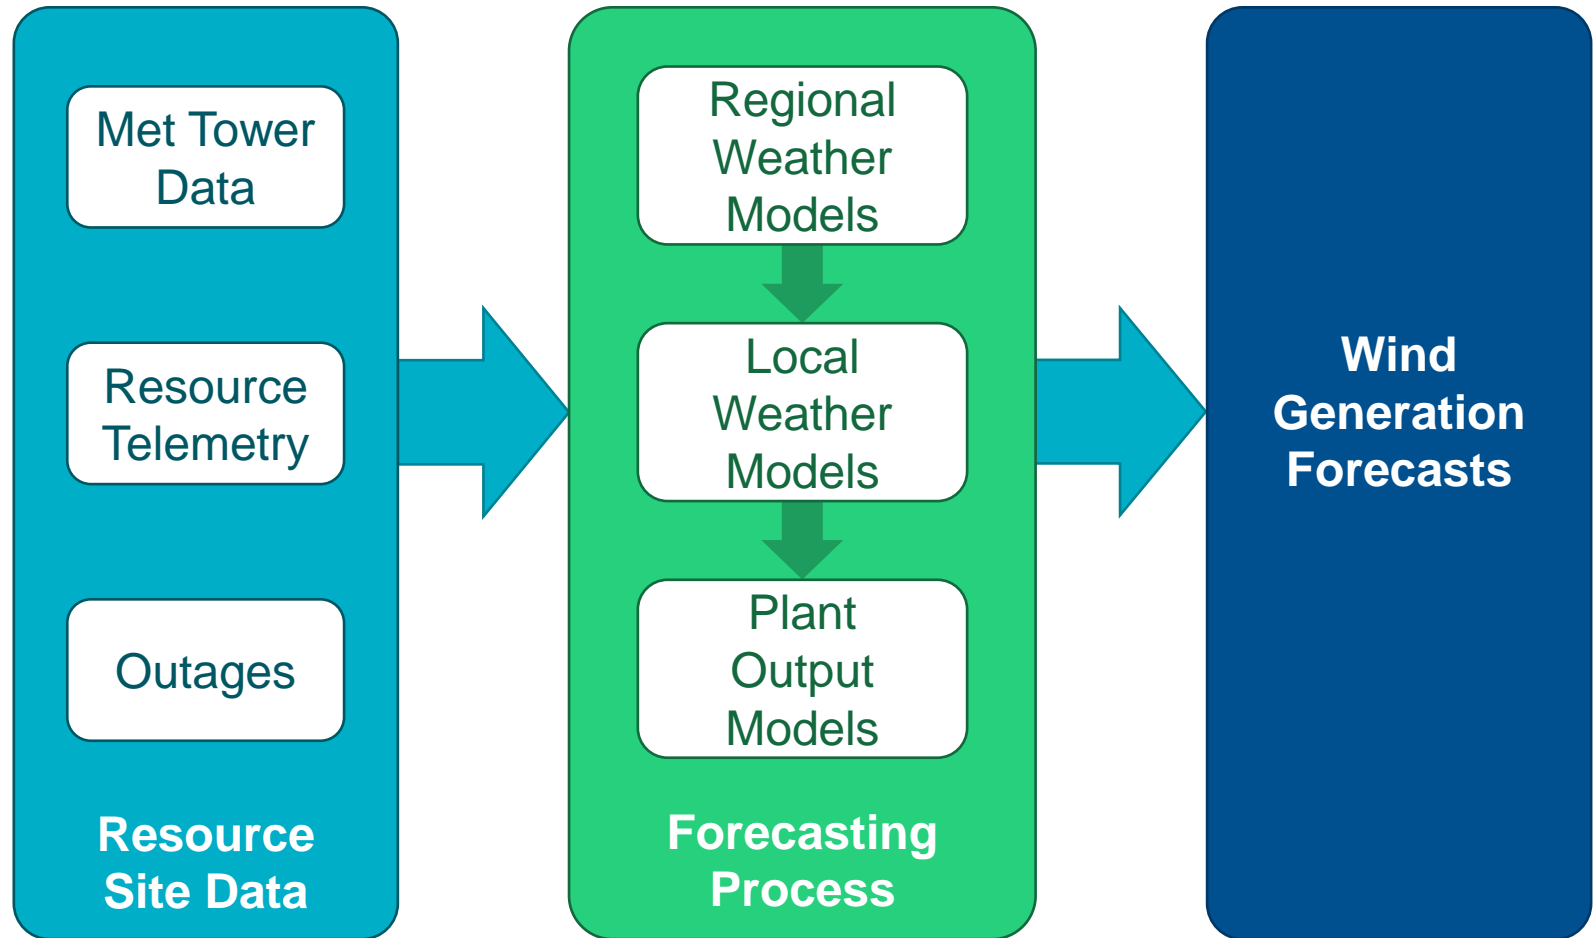 Met Tower
Data
Resource
Telemetry
Outages
Resource
Site Data
Regional
Weather
Models
Local
Weather
Models
Plant
Output
Models
Forecasting
Process
Wind
Generation
Forecasts